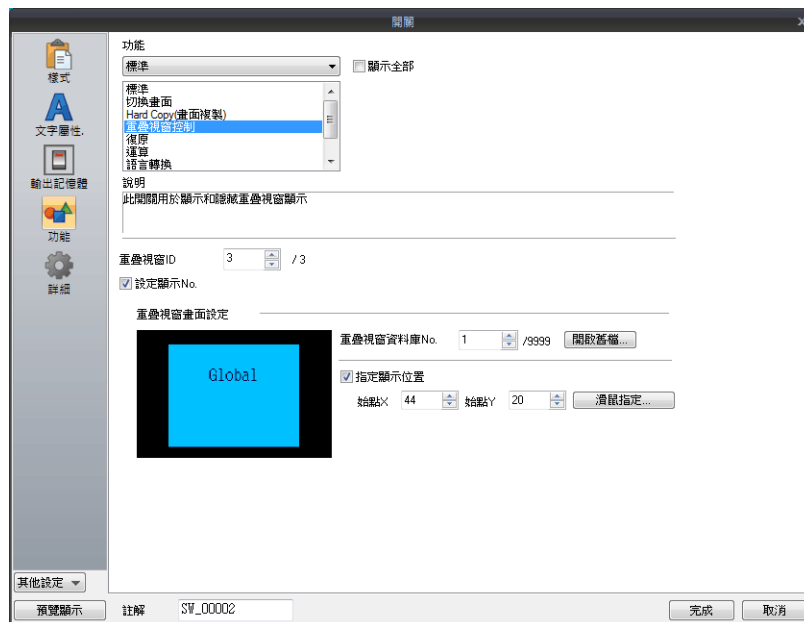 開關
樣式
文字屬性.
輸出記憶體
功能
詳細
其他設定
預覽顯示
功能
標準
顯示全部
標準
切換畫面
Hard Copy(畫面複製)
重疊視窗控制
復原
運算
語言轉換
說明
此開關用於顯示和隱藏重疊視窗顯示
重疊視窗ID 3 / 3
設定顯示No.
重疊視窗畫面設定
Global
重疊視窗資料庫No. 1 /9999 開啟舊檔...
指定顯示位置
始點X 44 始點Y 20 滑鼠指定...
註解 SW_00002 完成 取消